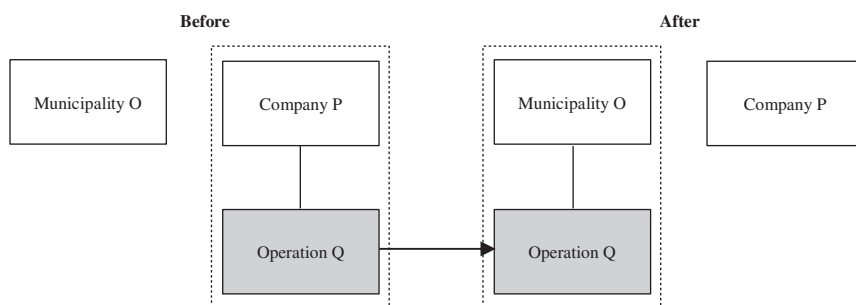 Before
After
Municipality O
Company P
Municipality O
Company P
Operation Q
Operation Q